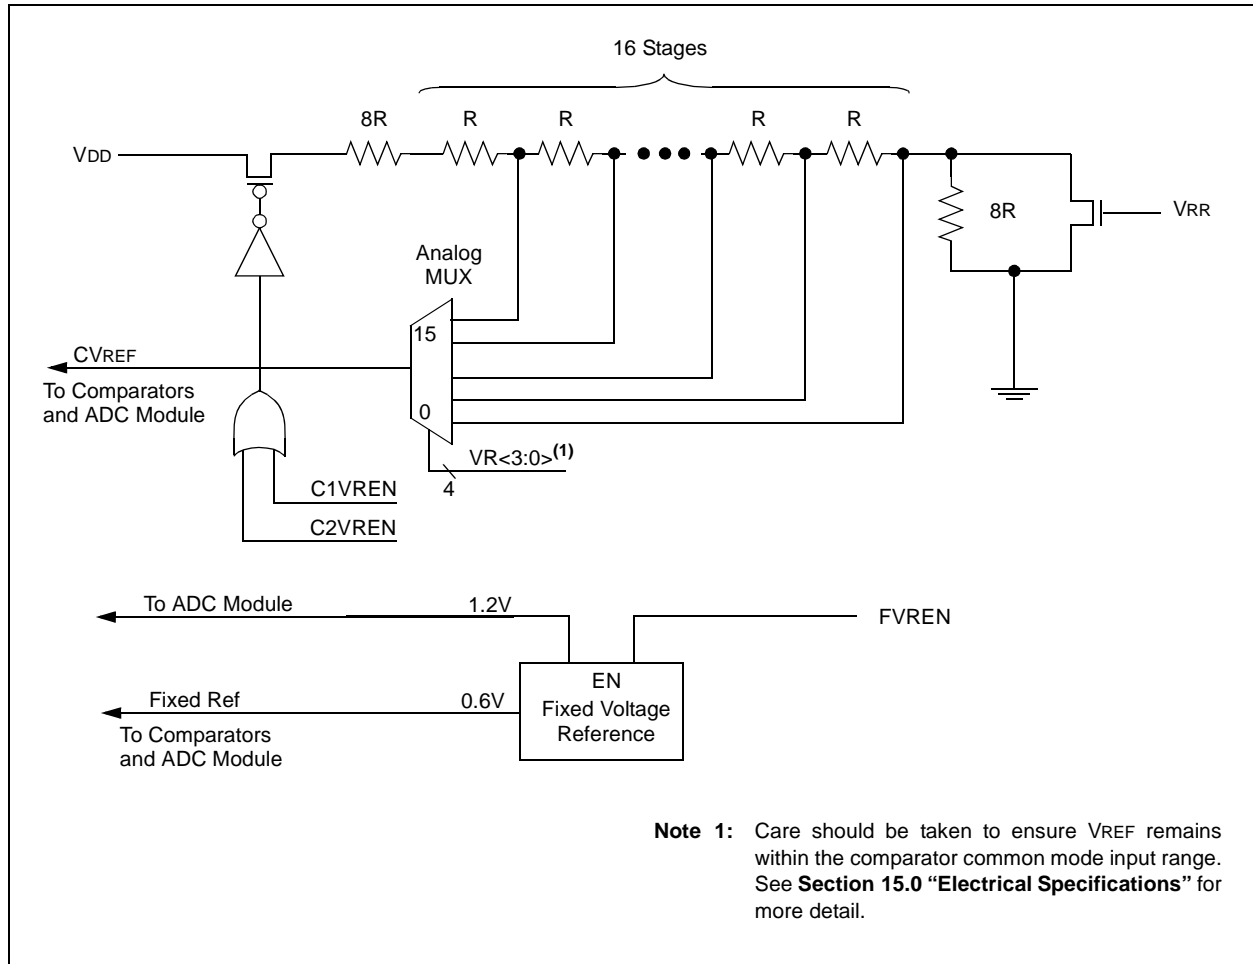 16 Stages
8R R R R R
VDD
8R
VRR
Analog
MUX
15
0
CVREF
To Comparators
and ADC Module
VR<3:0>(1)
4
C1VREN
C2VREN
To ADC Module 1.2V
FVREN
EN
Fixed Voltage
Reference
Fixed Ref 0.6V
To Comparators
and ADC Module
Note 1: Care should be taken to ensure VREF remains
within the comparator common mode input range.
See Section 15.0 “Electrical Specifications” for
more detail.